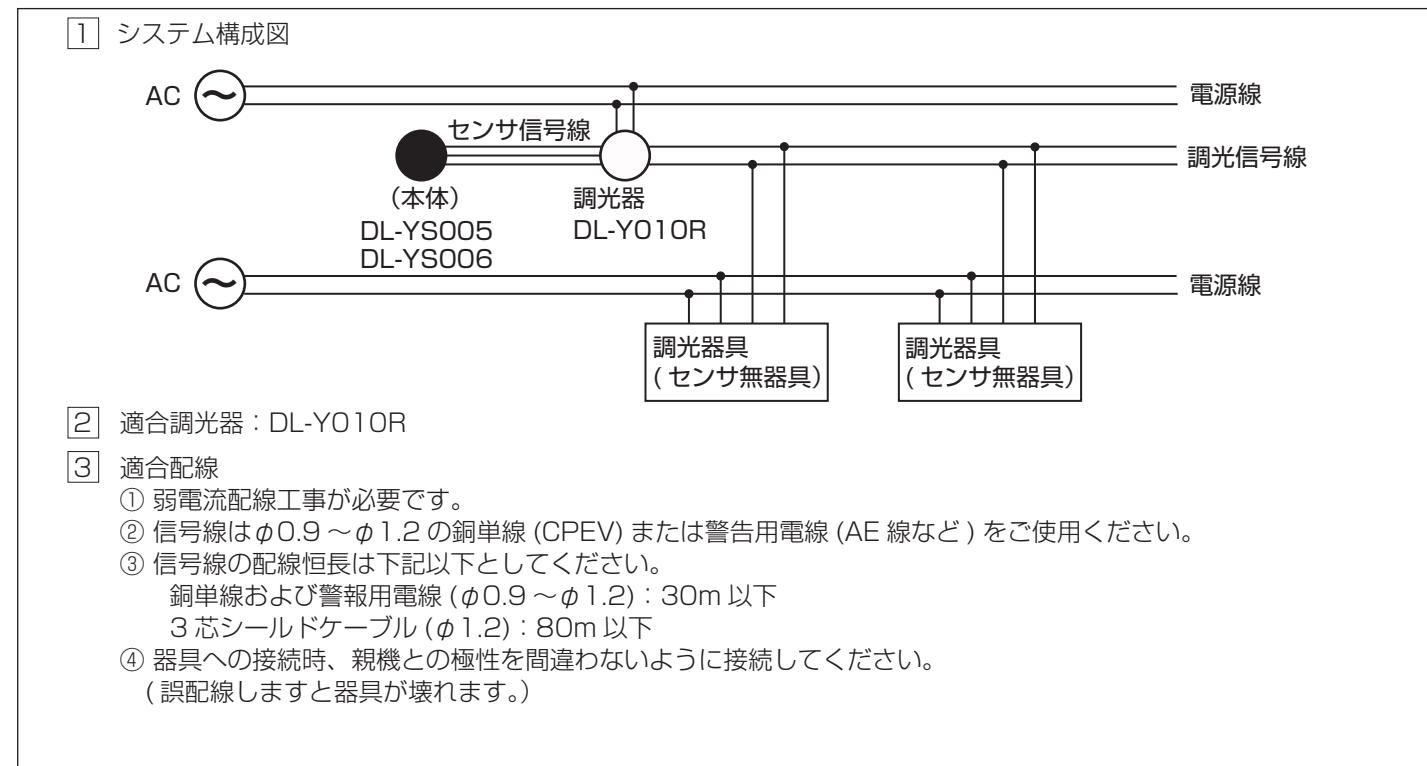 1 システム構成図
AC
電源線
センサ信号線
調光信号線
(本体)
DL-YS005
DL-YS006
調光器
DL-Y010R
AC
電源線
調光器具
(センサ無器具)
調光器具
(センサ無器具)
2 適合調光器：DL-Y010R
3 適合配線
① 弱電流配線工事が必要です。
② 信号線はφ0.9～φ1.2の銅単線(CPEV)または警告用電線(AE線など)をご使用ください。
③ 信号線の配線恒長は下記以下としてください。
銅単線および警報用電線(φ0.9～φ1.2)：30m以下
3芯シールドケーブル(φ1.2)：80m以下
④ 器具への接続時、親機との極性を間違わないように接続してください。
(誤配線しますと器具が壊れます。)